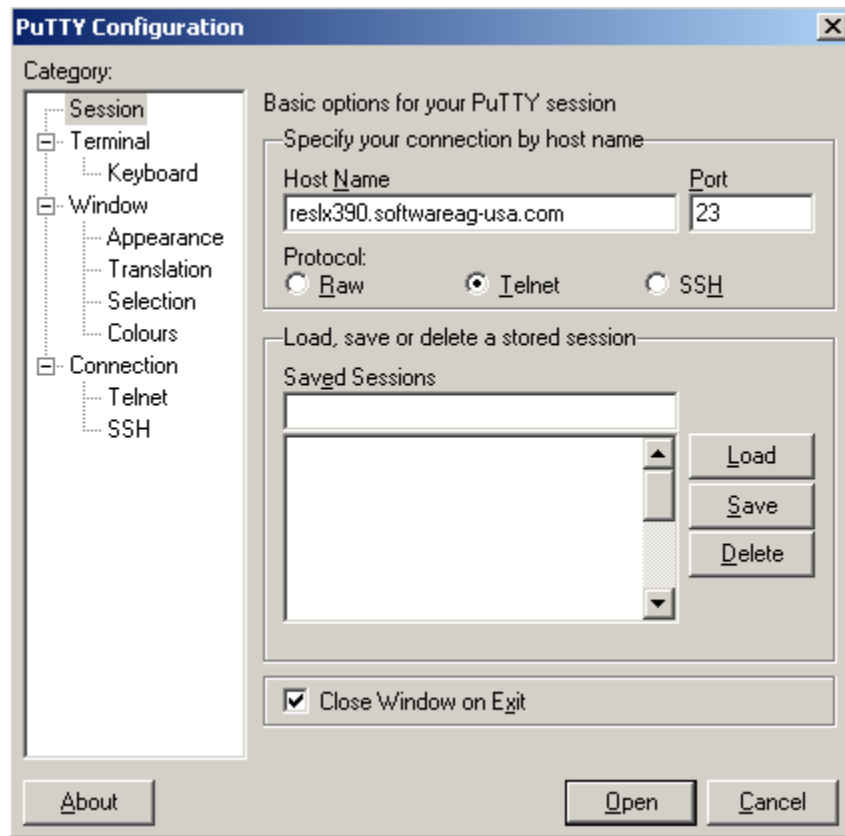 PuTTY Configuration
Category:
Session
Terminal
Keyboard
Window
Appearance
Translation
Selection
Colours
Connection
Telnet
SSH
Basic options for your PuTTY session
Specify your connection by host name
Host Name Port
reslx390.softwareag-usa.com 23
Protocol:
Raw Telnet SSH
Load, save or delete a stored session
Saved Sessions
Load
Save
Delete
Close Window on Exit
About Open Cancel